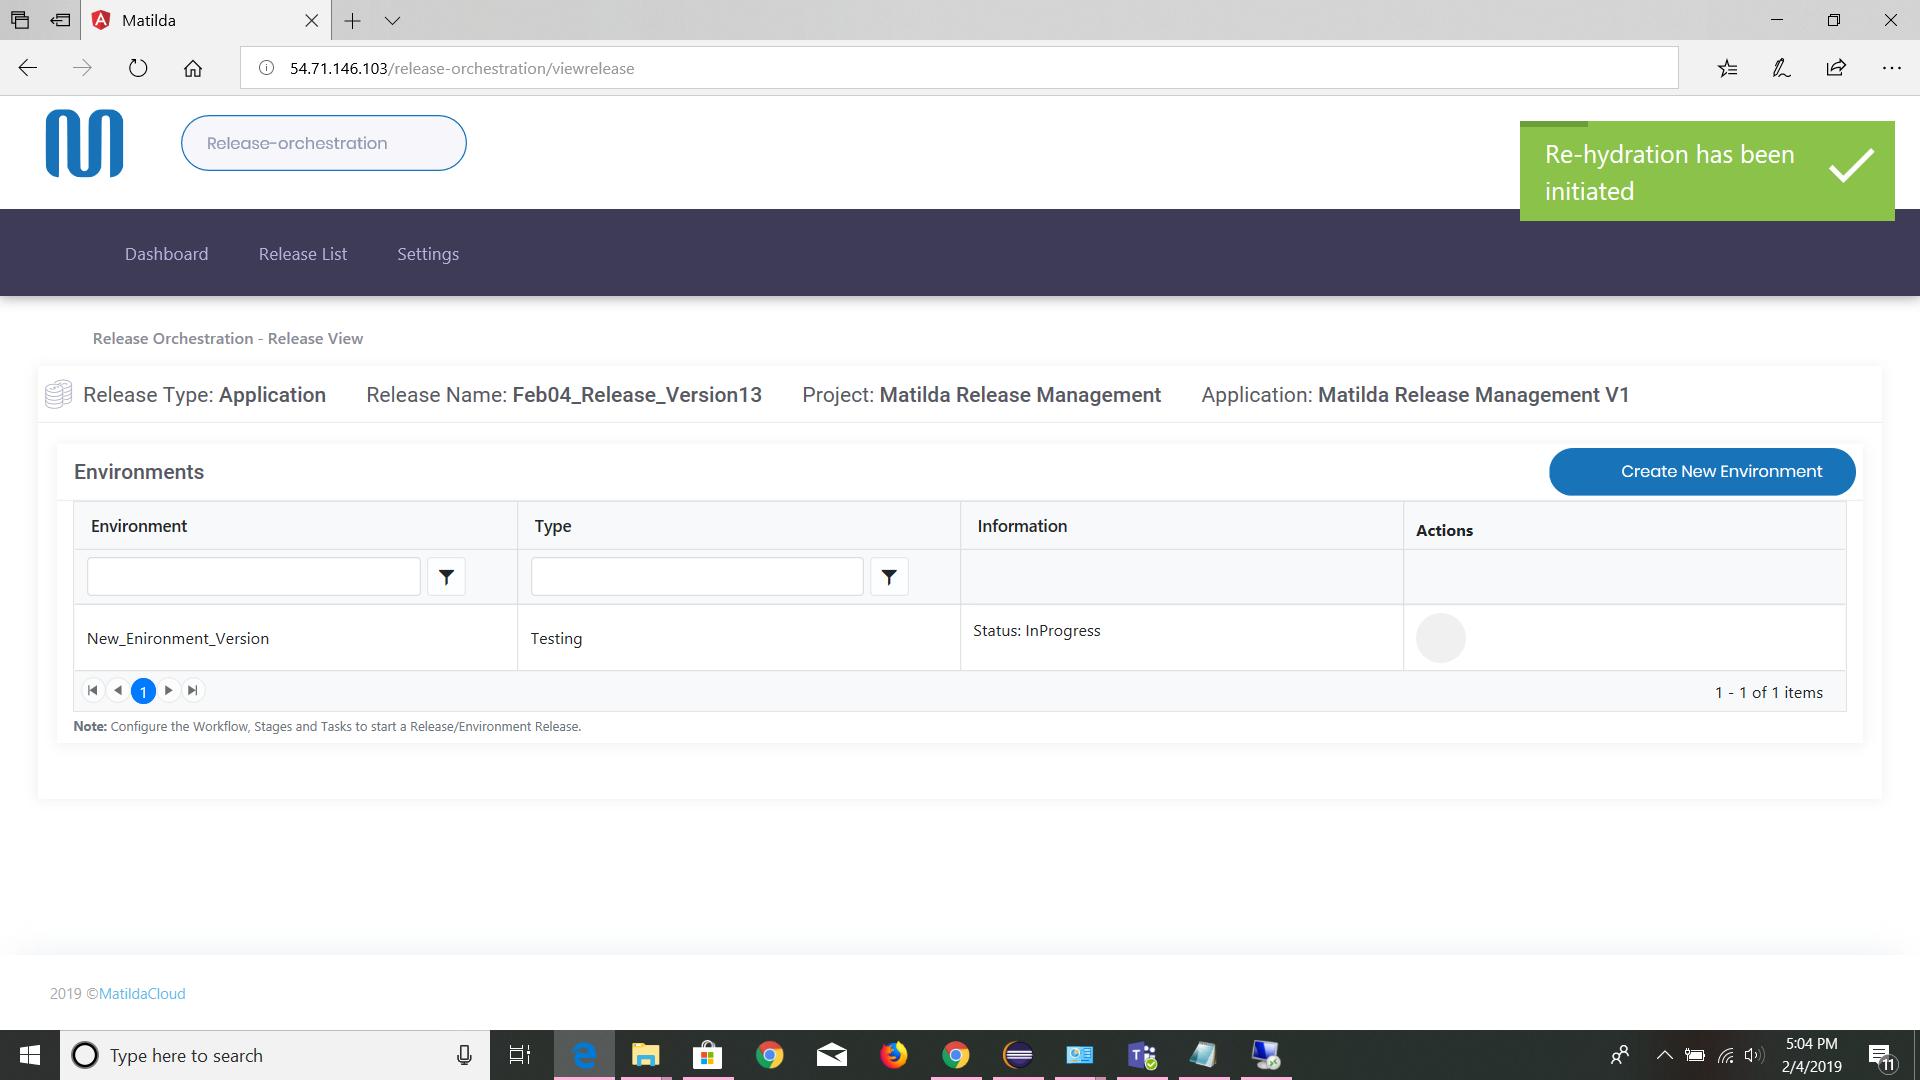 Matilda
54.71.146.103/release-orchestration/viewrelease
Release-orchestration
Re-hydration has been
initiated
Dashboard Release List Settings
Release Orchestration - Release View
Release Type: Application Release Name: Feb04_Release_Version13 Project: Matilda Release Management Application: Matilda Release Management V1
Environments
Create New Environment
Environment Type Information Actions
New_Enironment_Version Testing Status: InProgress
1
1 - 1 of 1 items
Note: Configure the Workflow, Stages and Tasks to start a Release/Environment Release.
2019 ©MatildaCloud
Type here to search
5:04 PM
2/4/2019
11